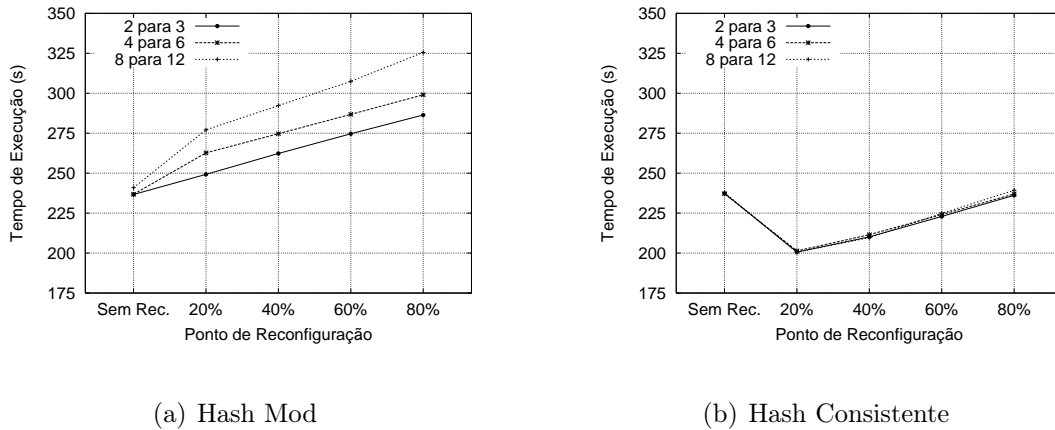 350
325
300
275
250
225
200
175
Tempo de Execução (s)
2 para 3
4 para 6
8 para 12
Sem Rec. 20% 40% 60% 80%
Ponto de Reconfiguração
(a) Hash Mod
350
325
300
275
250
225
200
175
Tempo de Execução (s)
2 para 3
4 para 6
8 para 12
Sem Rec. 20% 40% 60% 80%
Ponto de Reconfiguração
(b) Hash Consistente